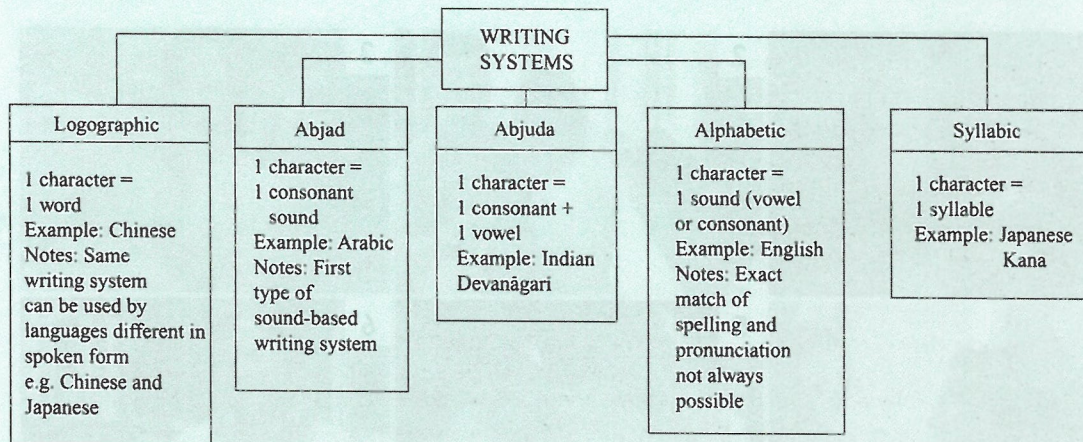 WRITING
SYSTEMS
Logographic
1 character =
1 word
Example: Chinese
Notes: Same
writing system
can be used by
languages different in
spoken form
e.g. Chinese and
Japanese
Abjad
1 character =
1 consonant
sound
Example: Arabic
Notes: First
type of
sound-based
writing system
Abjuda
1 character =
1 consonant +
1 vowel
Example: Indian
Devanāgari
Alphabetic
1 character =
1 sound (vowel
or consonant)
Example: English
Notes: Exact
match of
spelling and
pronunciation
not always
possible
Syllabic
1 character =
1 syllable
Example: Japanese
Kana